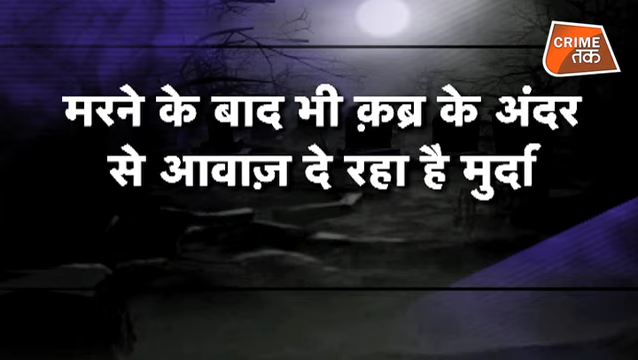 CRIME
तक
मरने के बाद भी क़ब्र के अंदर
से आवाज़ दे रहा है मुर्दा